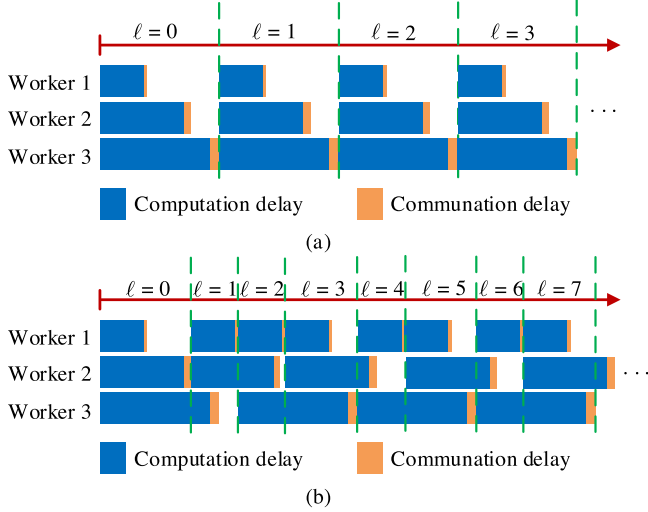 ℓ = 0 ℓ = 1 ℓ = 2 ℓ = 3
Worker 1
Worker 2
Worker 3
. . .
Computation delay Communation delay
(a)
ℓ = 0 ℓ = 1 ℓ = 2 ℓ = 3 ℓ = 4 ℓ = 5 ℓ = 6 ℓ = 7
Worker 1
Worker 2 . . .
Worker 3
Computation delay Communation delay
(b)